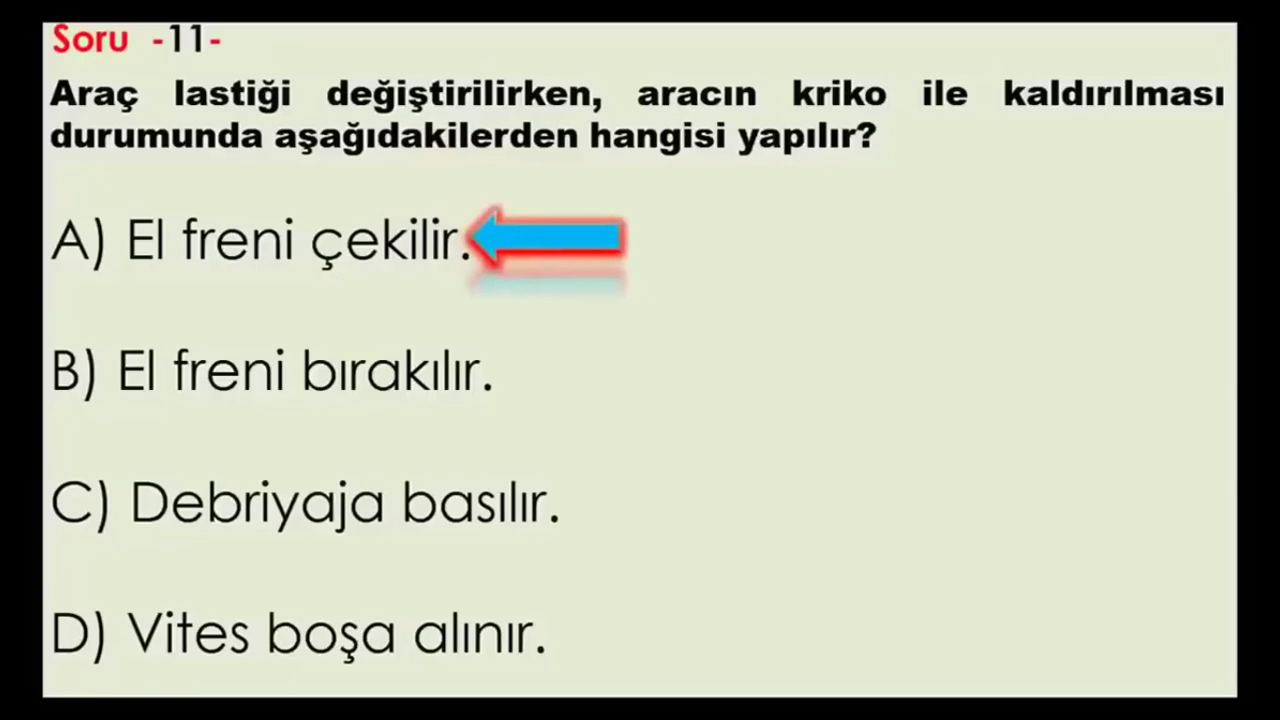 Soru -11-
Araç lastiği değiştirilirken, aracın kriko ile kaldırılması
durumunda aşağıdakilerden hangisi yapılır?
A) El freni çekilir.
B) El freni bırakılır.
C) Debriyaja basılır.
D) Vites boşa alınır.